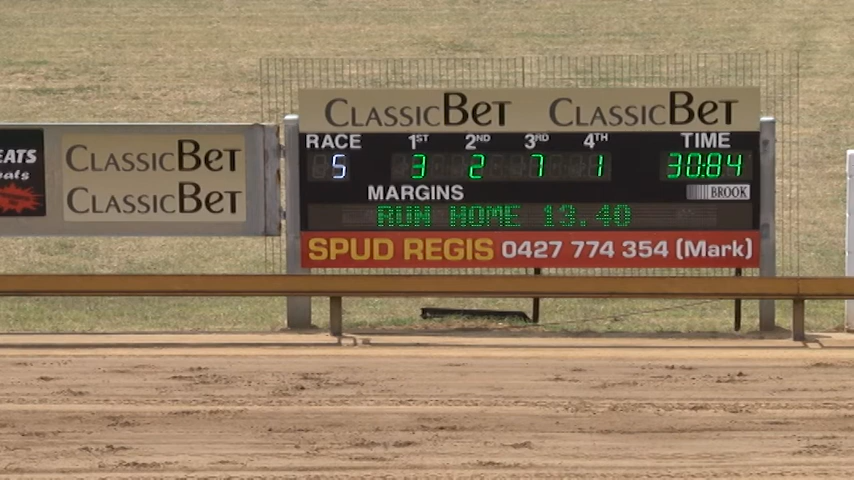 EATS
CLASSICBET
CLASSICBET
CLASSICBET CLASSICBET
RACE 1ST 2ND 3RD 4TH TIME
5 3 2 7 1 30.84
MARGINS BROOK
RUN HOME 19.40
SPUD REGIS 0427 774 354 (Mark)